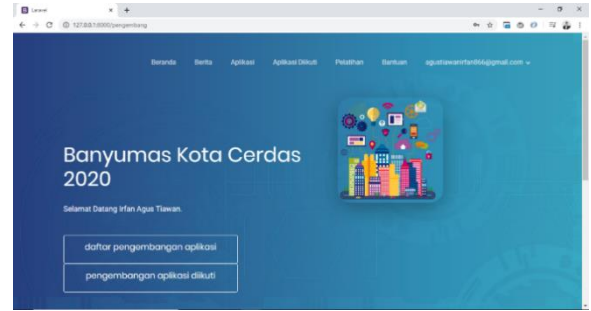 Laravel
127.0.0.1:8000/pengembang
Beranda Berita Aplikasi Aplikasi Diikuti Pelatihan Bantuan agustiawanirfan066@gmail.com
Banyumas Kota Cerdas
2020
Selamat Datang Irfan Agus Tiawan.
daftar pengembangan aplikasi
pengembangan aplikasi diikuti